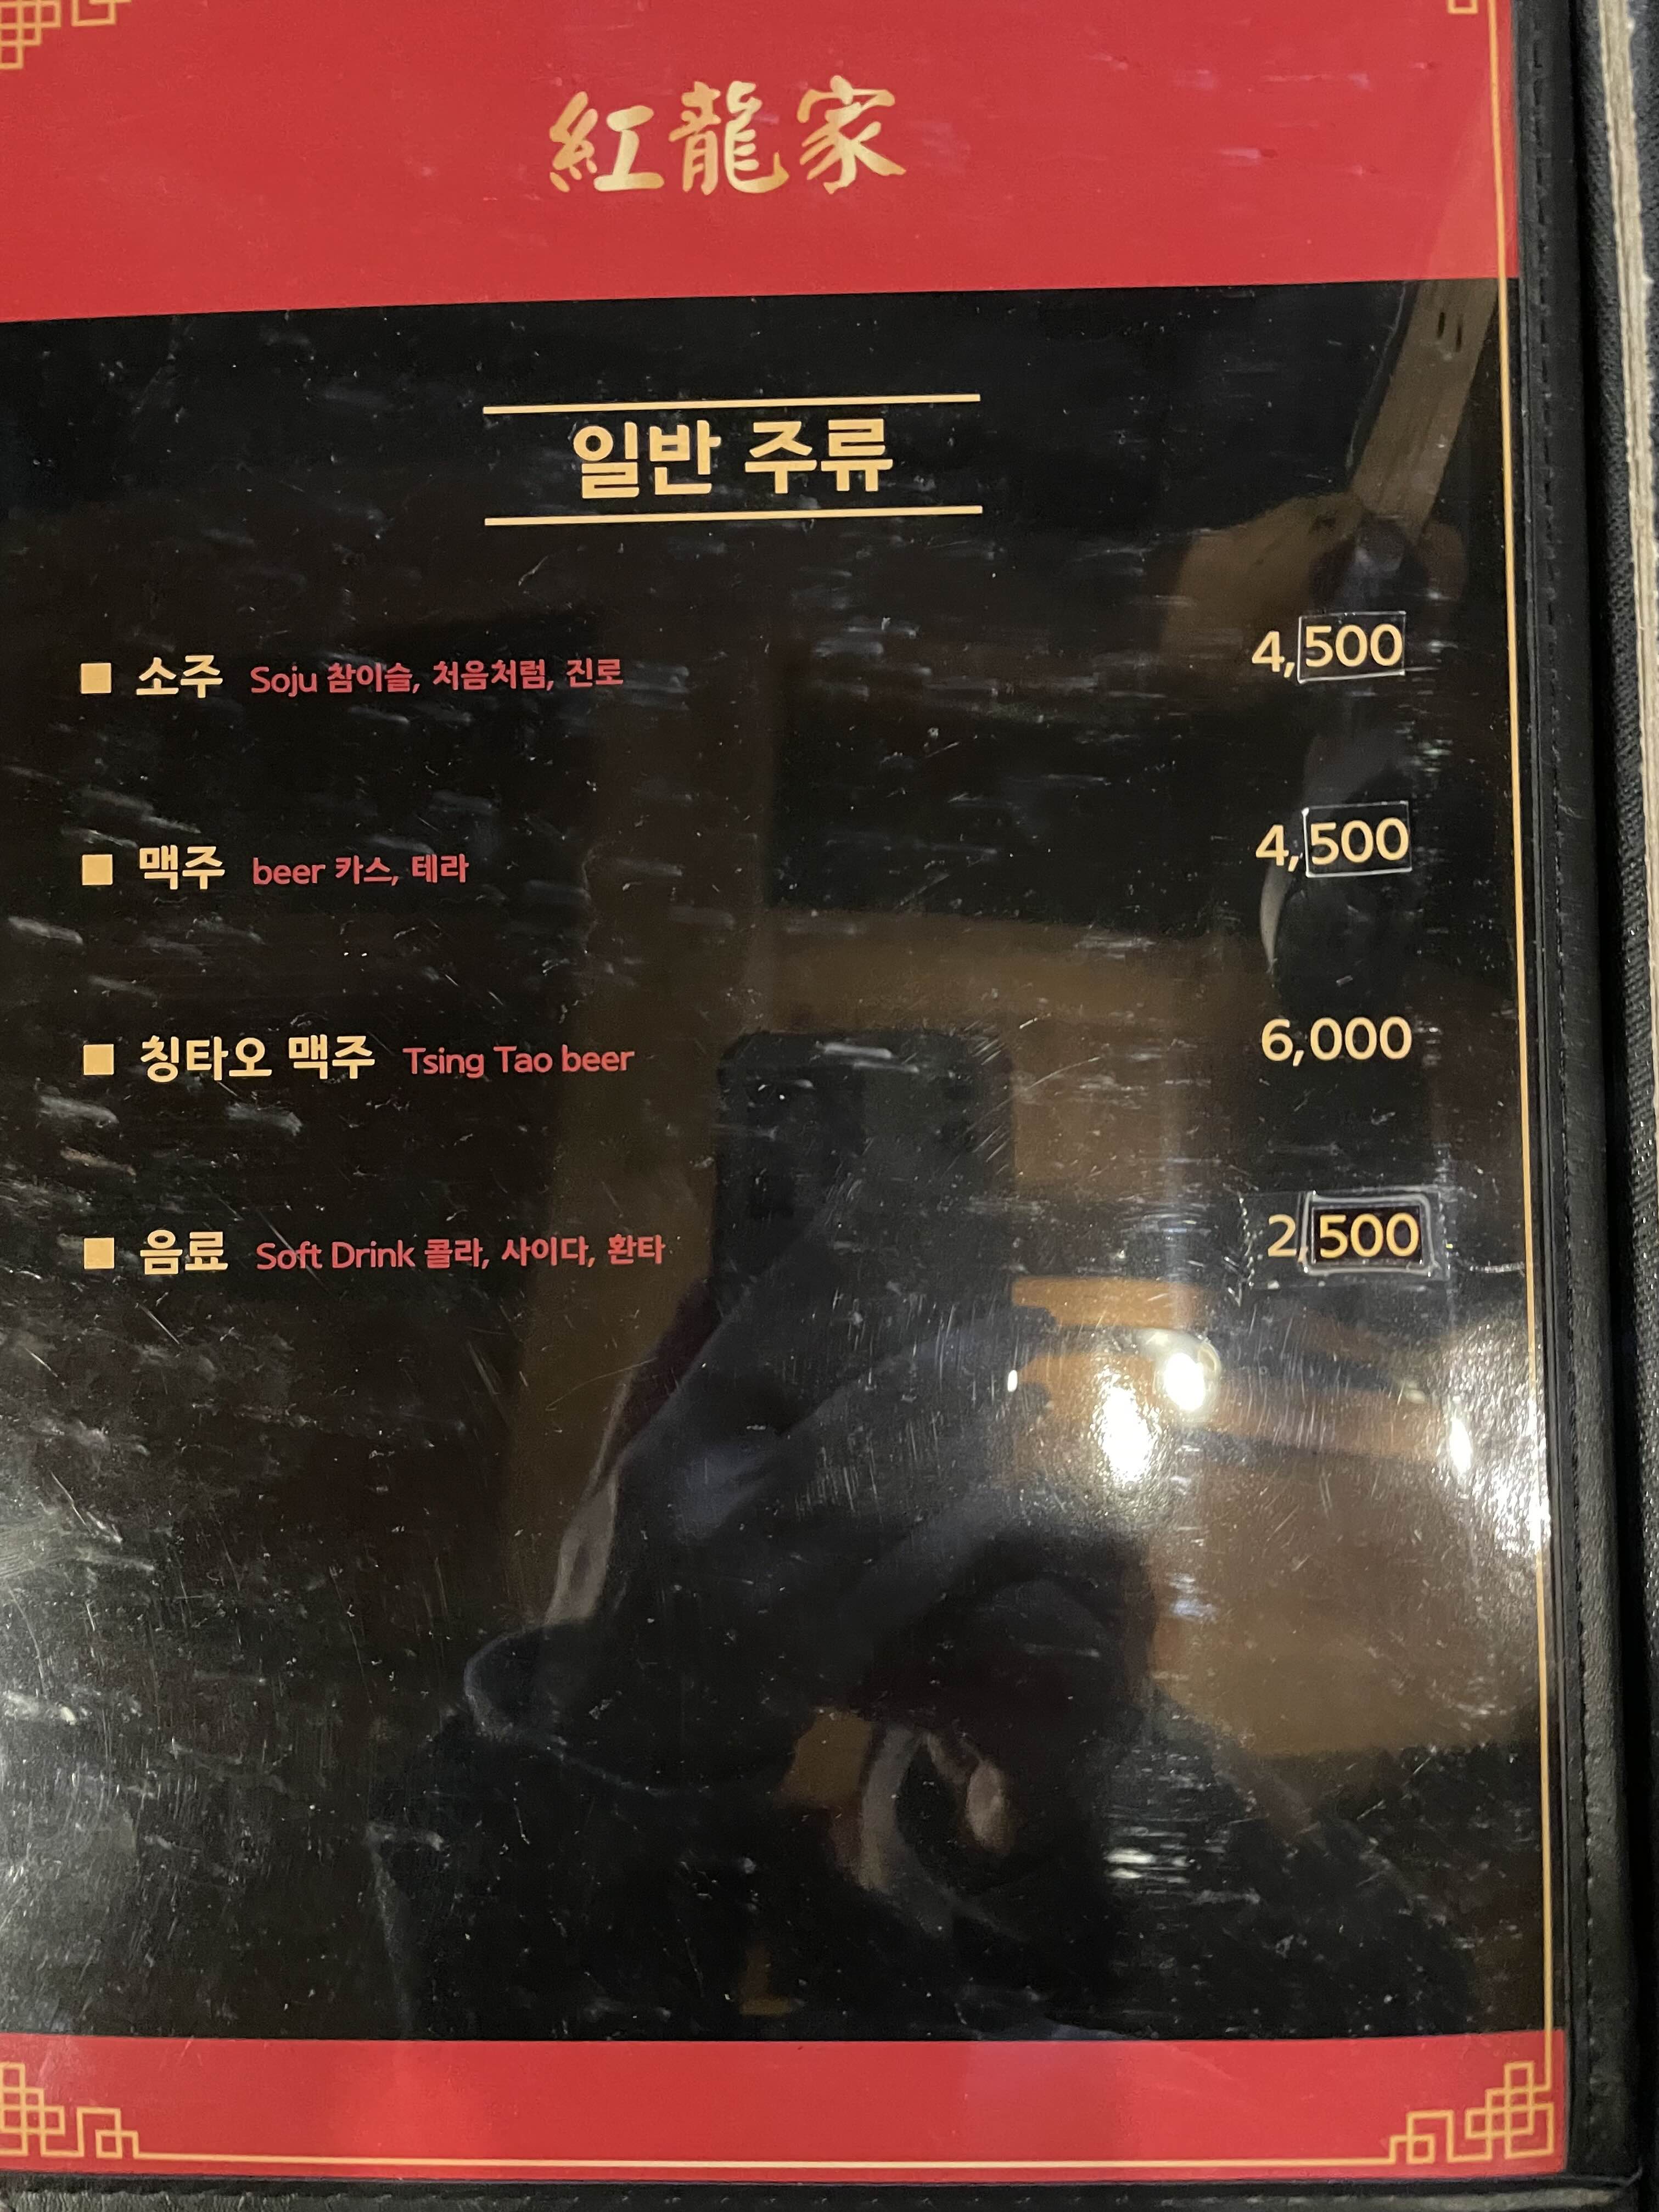 紅龍家
일반 주류
■ 소주 Soju 참이슬, 처음처럼, 진로 4,500
■ 맥주 beer 카스, 테라 4,500
■ 칭타오 맥주 Tsing Tao beer 6,000
■ 음료 Soft Drink 콜라, 사이다, 환타 2,500